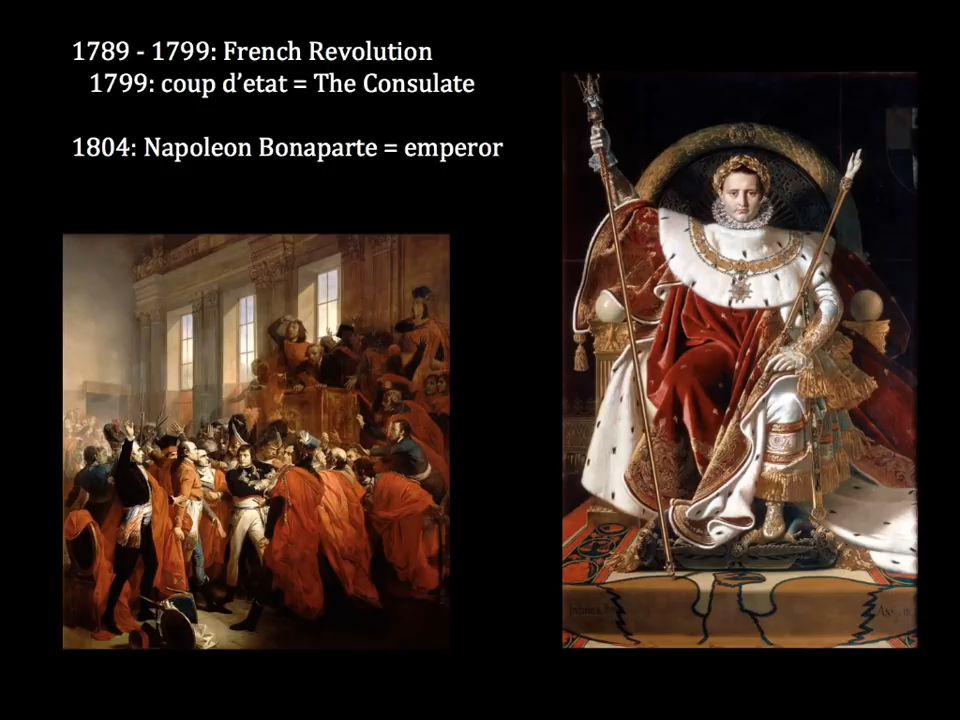 1789 - 1799: French Revolution
1799: coup d’etat = The Consulate
1804: Napoleon Bonaparte = emperor